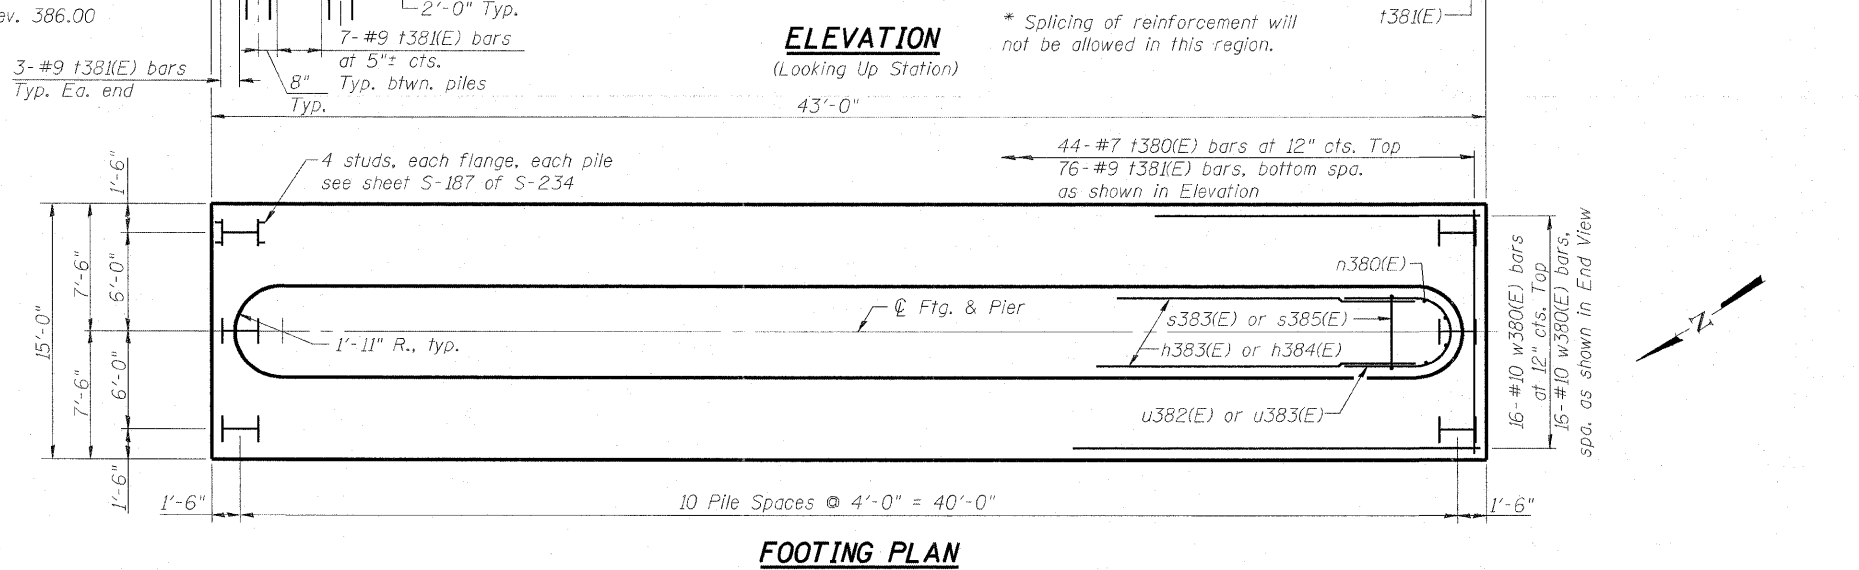 ev. 386.00
2'-0" Typ.
7-#9 t381(E) bars
at 5"± cts.
Typ. btwn. piles
3-#9 t381(E) bars
Typ. Ea. end
8"
Typ.
ELEVATION
(Looking Up Station)
* Splicing of reinforcement will
not be allowed in this region.
t381(E)
43'-0"
4 studs, each flange, each pile
see sheet S-187 of S-234
44-#7 t380(E) bars at 12" cts. Top
76-#9 t381(E) bars, bottom spa.
as shown in Elevation
1'-6"
7'-6"
6'-0"
15'-0"
7'-6"
6'-0"
1'-6"
1'-11" R., typ.
℄ Ftg. & Pier
n380(E)
s383(E) or s385(E)
h383(E) or h384(E)
u382(E) or u383(E)
16-#10 w380(E) bars
at 12" cts. Top
15-#10 w380(E) bars,
spa. as shown in End View
N
1'-6"
10 Pile Spaces @ 4'-0" = 40'-0"
1'-6"
FOOTING PLAN